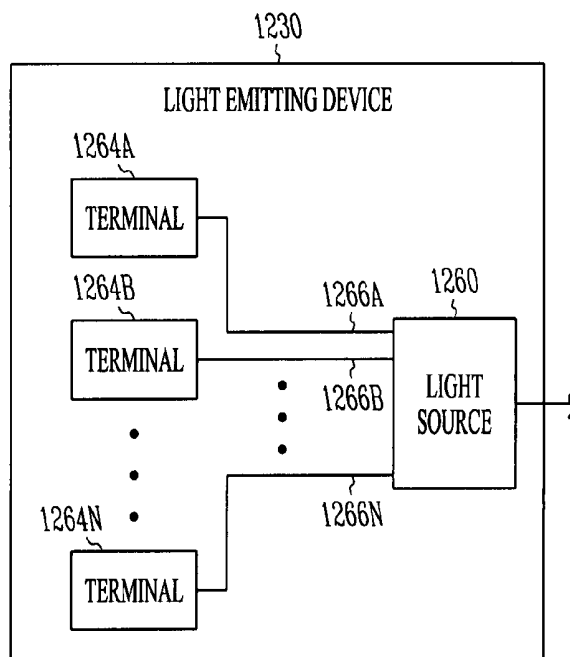 1230
LIGHT EMITTING DEVICE
1264A
TERMINAL
1264B
TERMINAL
1266A
1260
LIGHT
SOURCE
1266B
1266N
1264N
TERMINAL